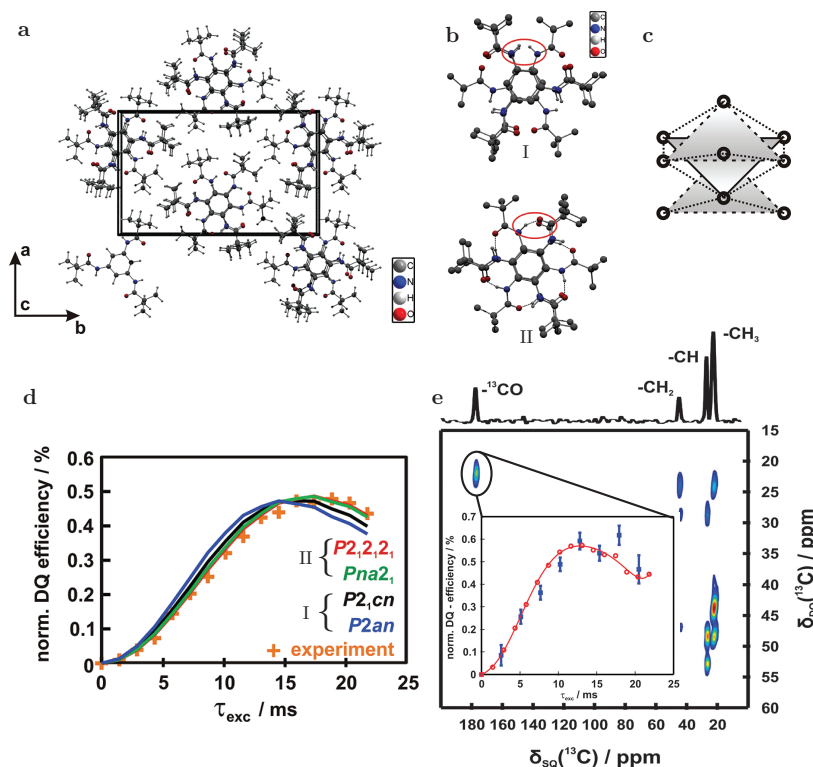 a
a
c
b
C
N
H
O
b
C
N
H
O
I
II
c
d
norm. DQ efficiency / %
0.6
0.5
0.4
0.3
0.2
0.1
0
0
5
10
15
20
25
τexc / ms
II { P2₁2₁2₁
Pna2₁
I { P2₁cn
P2an
+ experiment
e
-¹³CO
-CH₂
-CH
-CH₃
15
20
25
30
35
40
45
50
55
60
δDQ(¹³C) / ppm
180 160 140 120 100 80 60 40 20
δSQ(¹³C) / ppm
norm. DQ - efficiency / %
0.7
0.6
0.5
0.4
0.3
0.2
0.1
0
0 5 10 15 20 25
τexc / ms